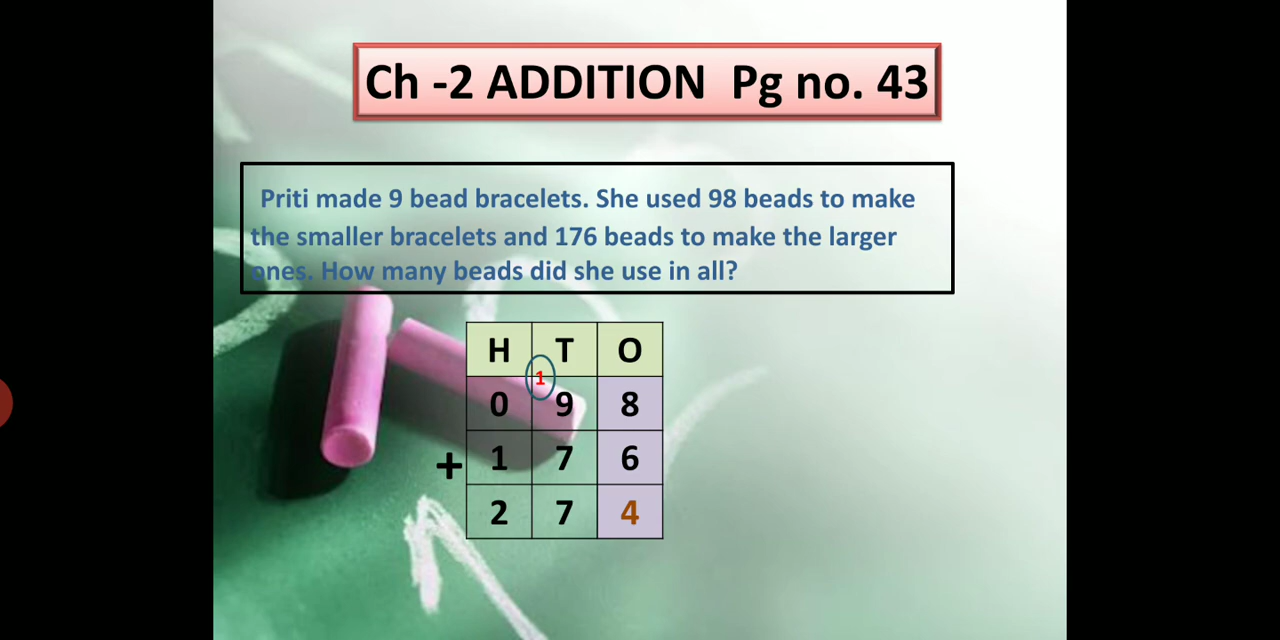 Ch -2 ADDITION Pg no. 43
Priti made 9 bead bracelets. She used 98 beads to make
the smaller bracelets and 176 beads to make the larger
ones. How many beads did she use in all?
H T O
1
0 9 8
+ 1 7 6
2 7 4